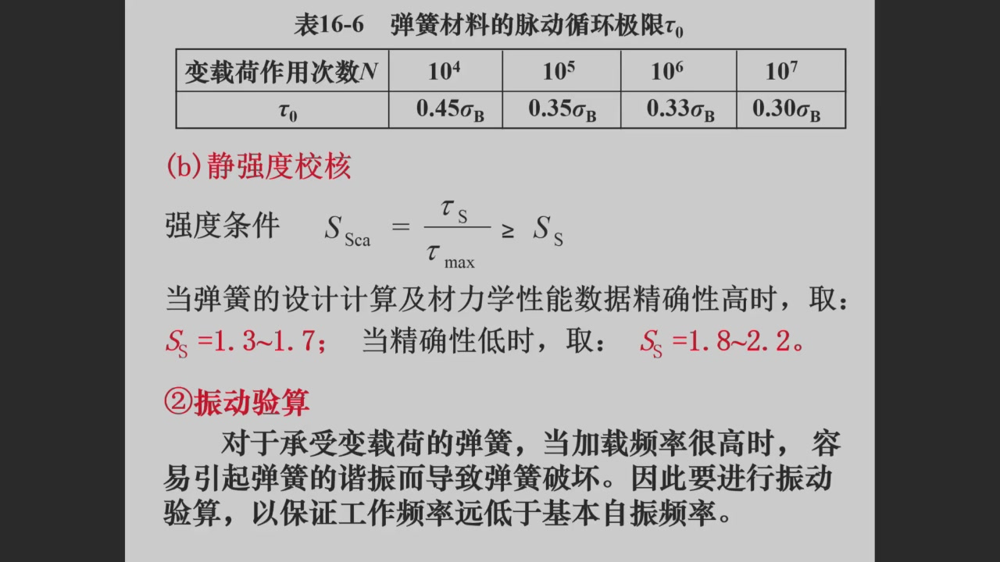 表16-6 弹簧材料的脉动循环极限τ₀
变载荷作用次数N 10⁴ 10⁵ 10⁶ 10⁷
τ₀ 0.45σB 0.35σB 0.33σB 0.30σB
(b)静强度校核
强度条件 S Sca = τ S / τ max ≥ S S
当弹簧的设计计算及材力学性能数据精确性高时，取：
SS =1.3~1.7； 当精确性低时，取： SS =1.8~2.2。
②振动验算
对于承受变载荷的弹簧，当加载频率很高时， 容
易引起弹簧的谐振而导致弹簧破坏。因此要进行振动
验算，以保证工作频率远低于基本自振频率。